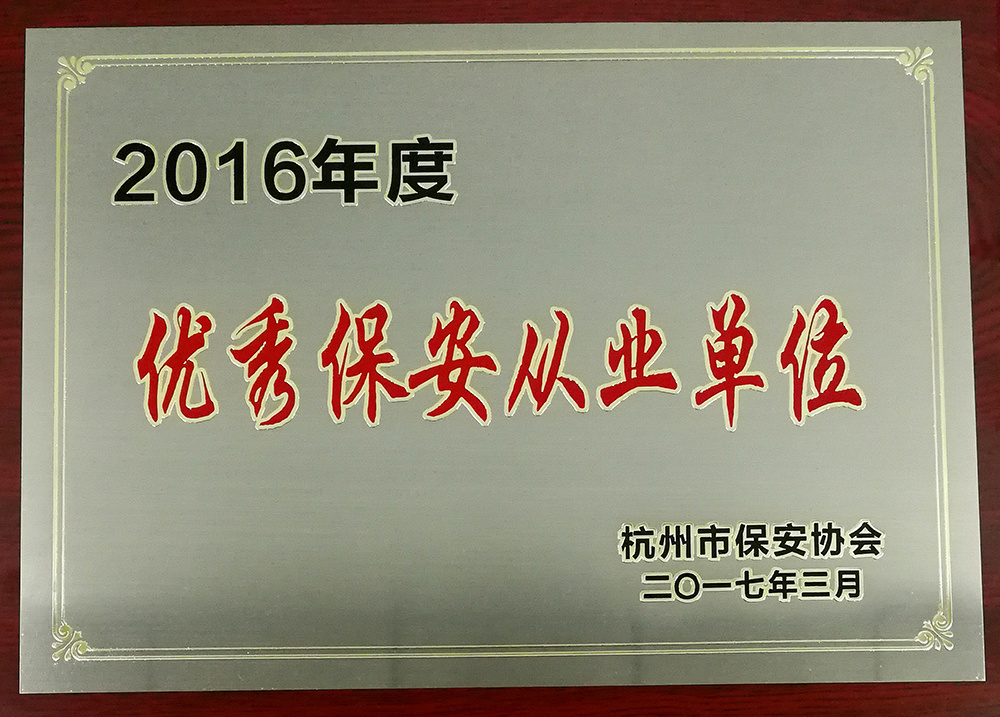 2016年度
优秀保安从业单位
杭州市保安协会
二〇一七年三月